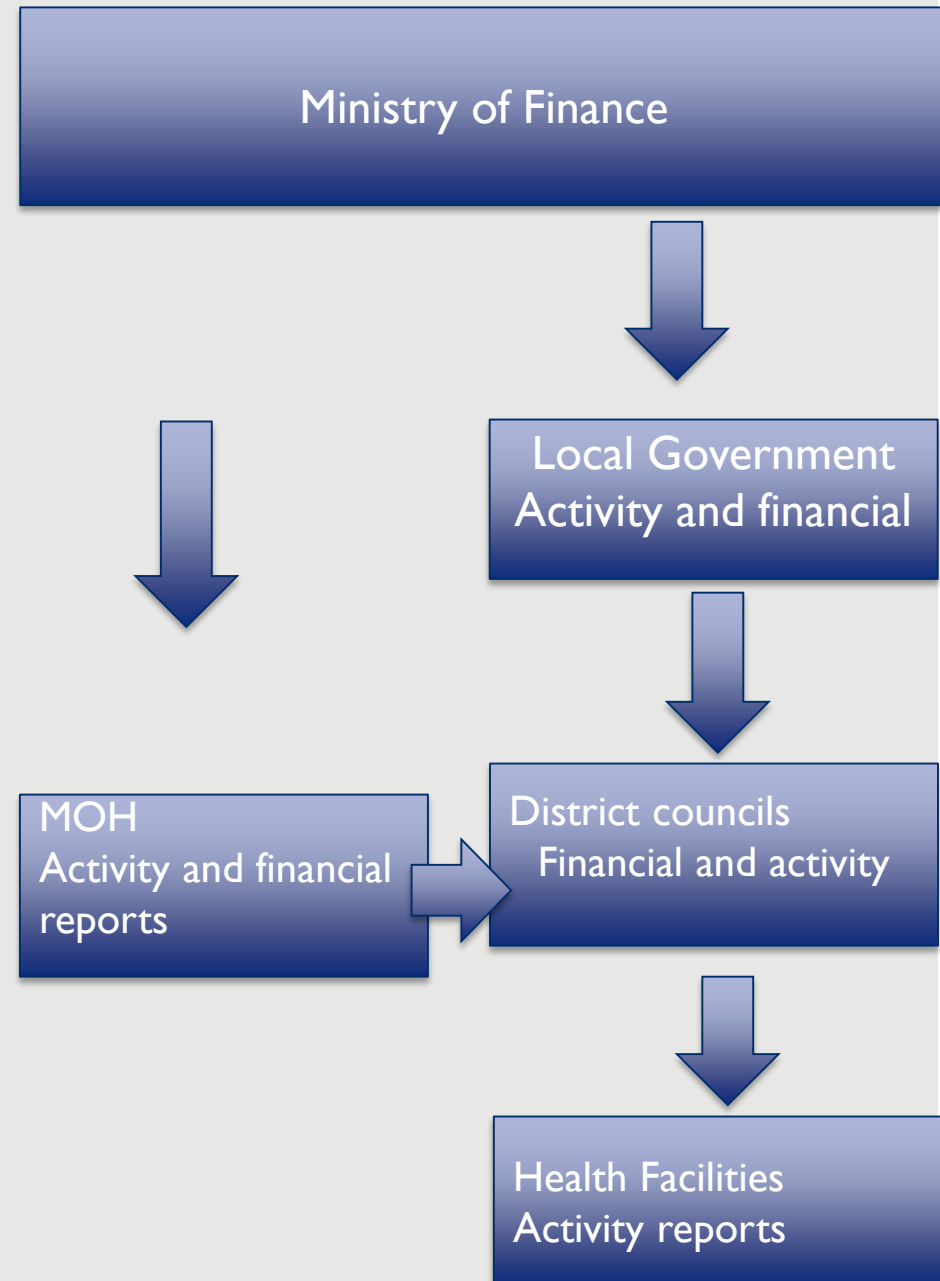 Ministry of Finance
Local Government
Activity and financial
MOH
Activity and financial
reports
District councils
Financial and activity
Health Facilities
Activity reports